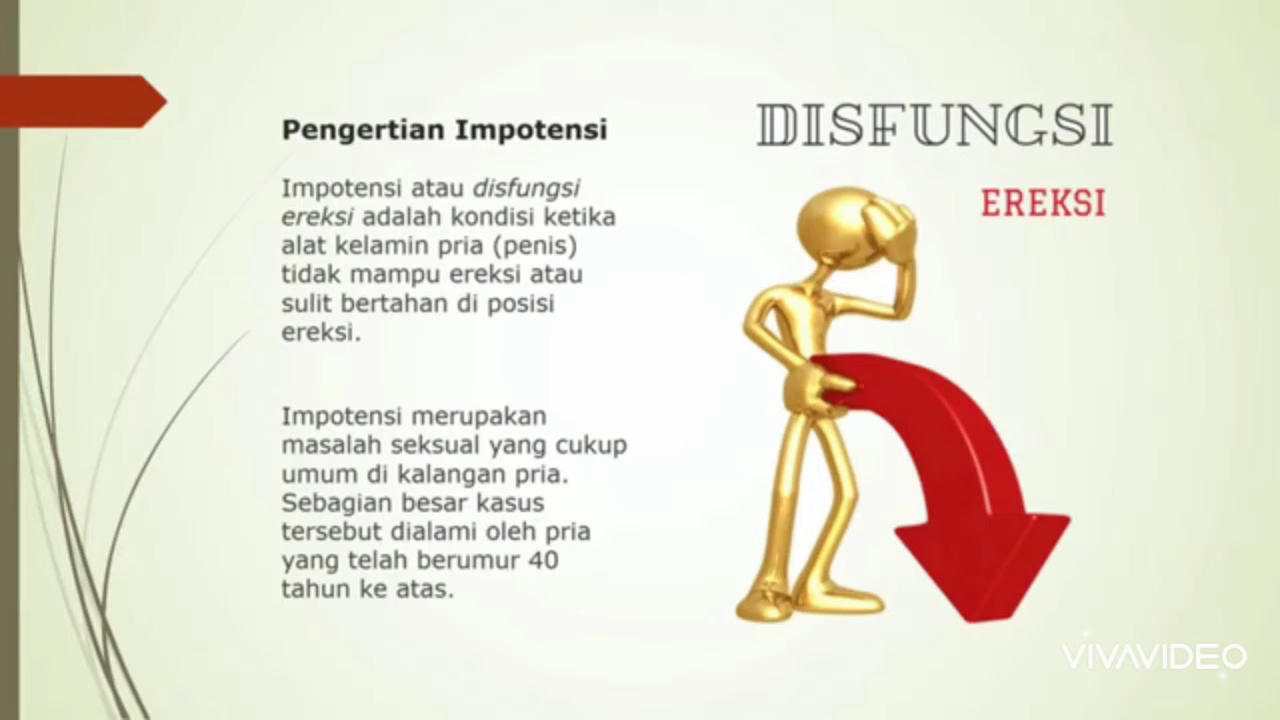 Pengertian Impotensi
Impotensi atau disfungsi
ereksi adalah kondisi ketika
alat kelamin pria (penis)
tidak mampu ereksi atau
sulit bertahan di posisi
ereksi.
Impotensi merupakan
masalah seksual yang cukup
umum di kalangan pria.
Sebagian besar kasus
tersebut dialami oleh pria
yang telah berumur 40
tahun ke atas.
DISFUNGSI
EREKSI
VIVAVIDEO